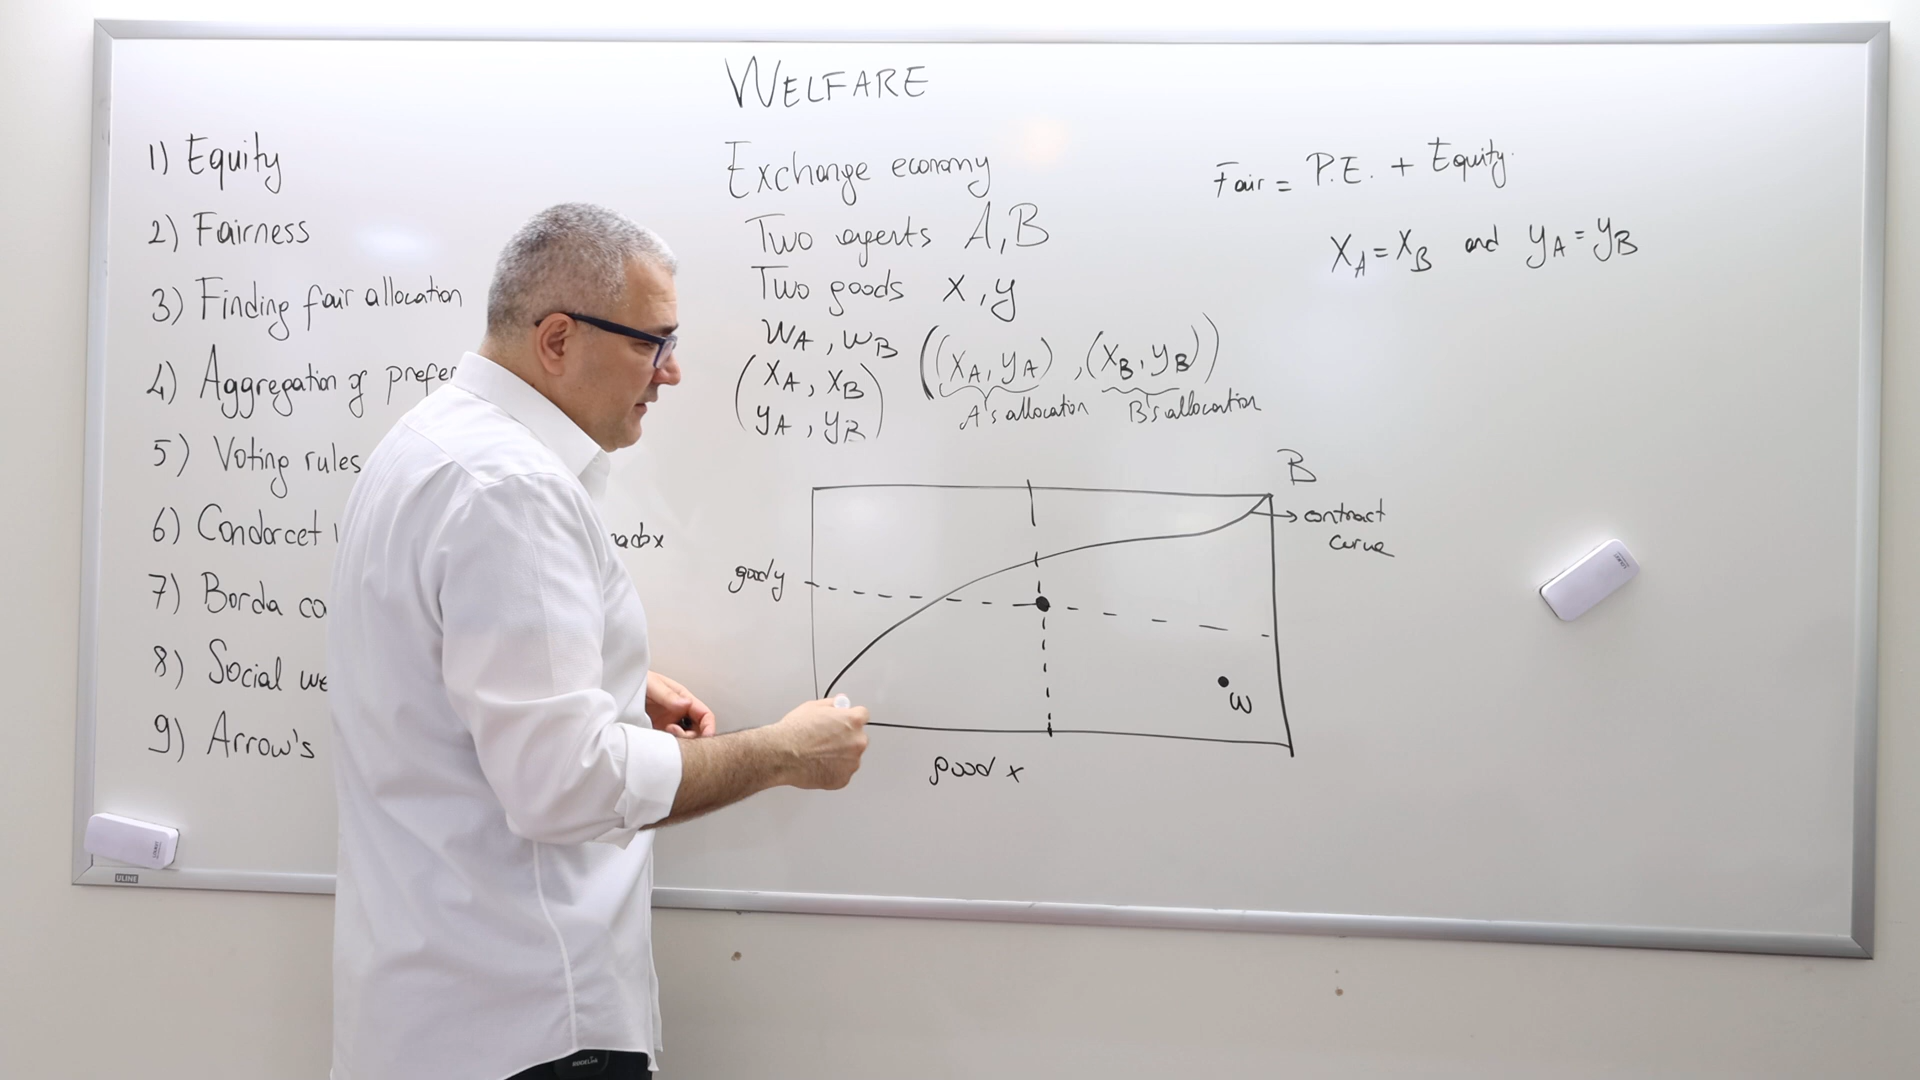 WELFARE
1) Equity
2) Fairness
3) Finding fair allocation
4) Aggregation of
5) Voting rules
6) Condorcet
7) Borda
8) Social
9) Arrow's
Exchange economy
Two agents A, B
Two goods x, y
WA, WB
(XA, XB
yA, yB)
((XA, yA), (XB, yB))
A's allocation B's allocation
Fair = P.E. + Equity.
XA = XB and yA = yB
B
contract
curve
good y
w
good x
ULINE